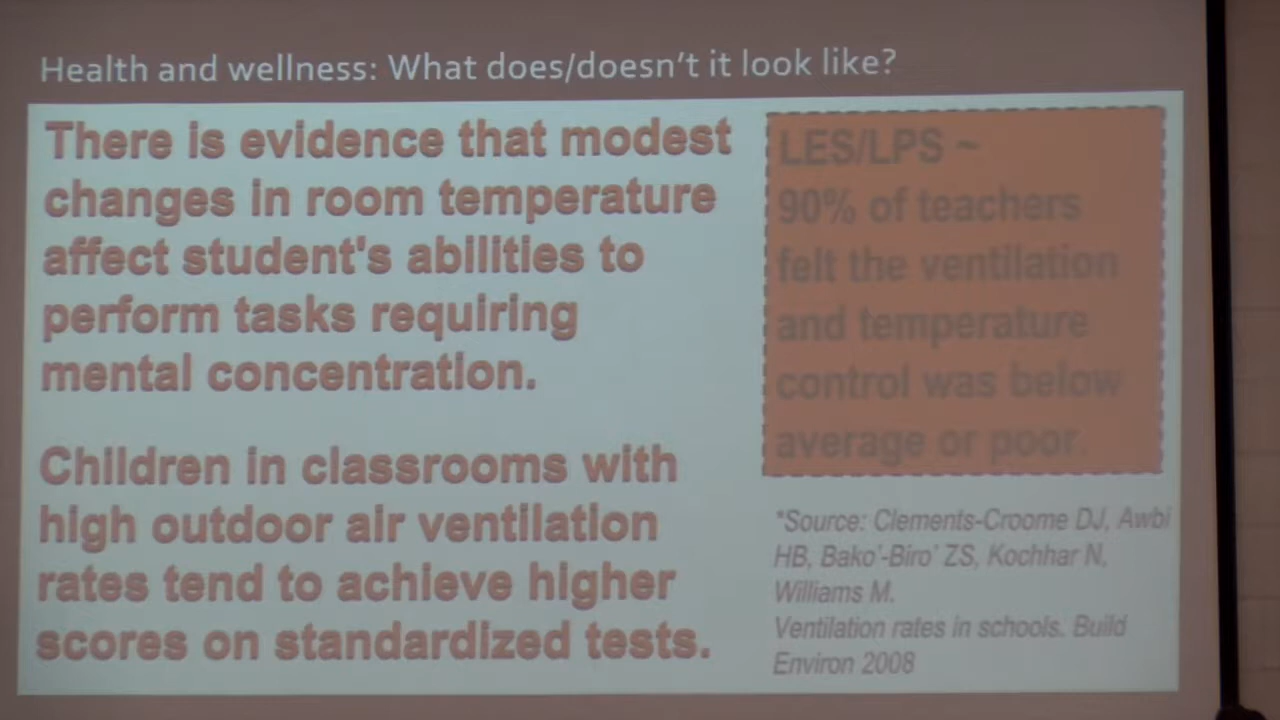 Health and wellness: What does/doesn't it look like?
There is evidence that modest
changes in room temperature
affect student's abilities to
perform tasks requiring
mental concentration.
Children in classrooms with
high outdoor air ventilation
rates tend to achieve higher
scores on standardized tests.
LES/LPS ~
90% of teachers
felt the ventilation
and temperature
control was below
average or poor.
*Source: Clements-Croome DJ, Awbi
HB, Bako'-Biro' ZS, Kochhar N,
Williams M.
Ventilation rates in schools. Build
Environ 2008